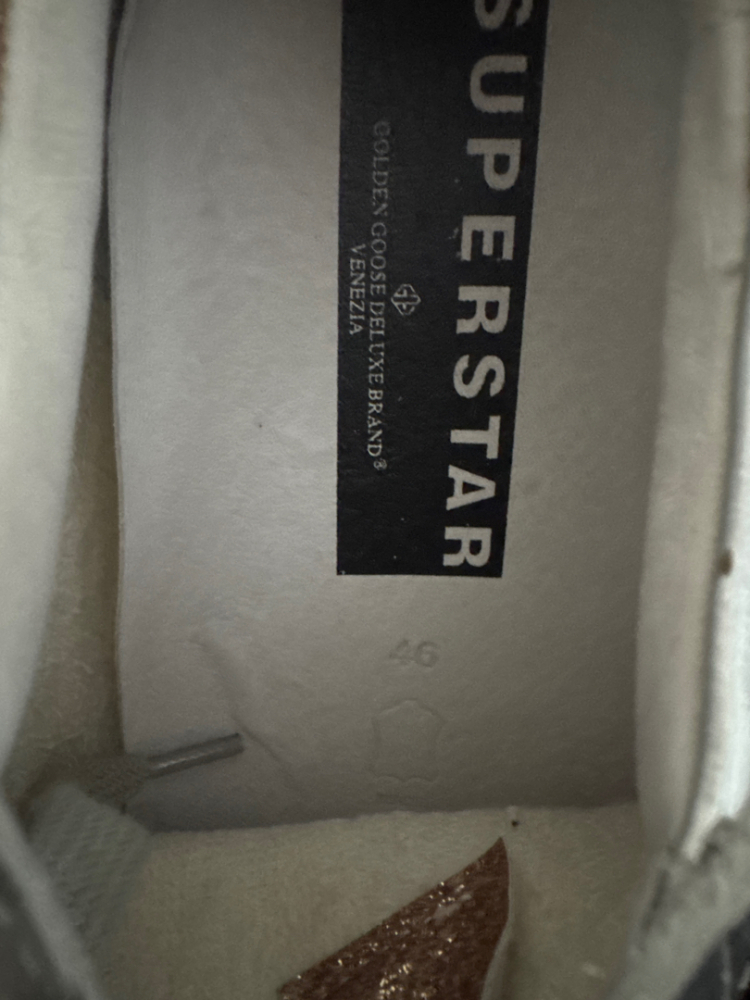 SUPERSTAR
GOLDEN GOOSE DELUXE BRAND®
VENEZIA
46